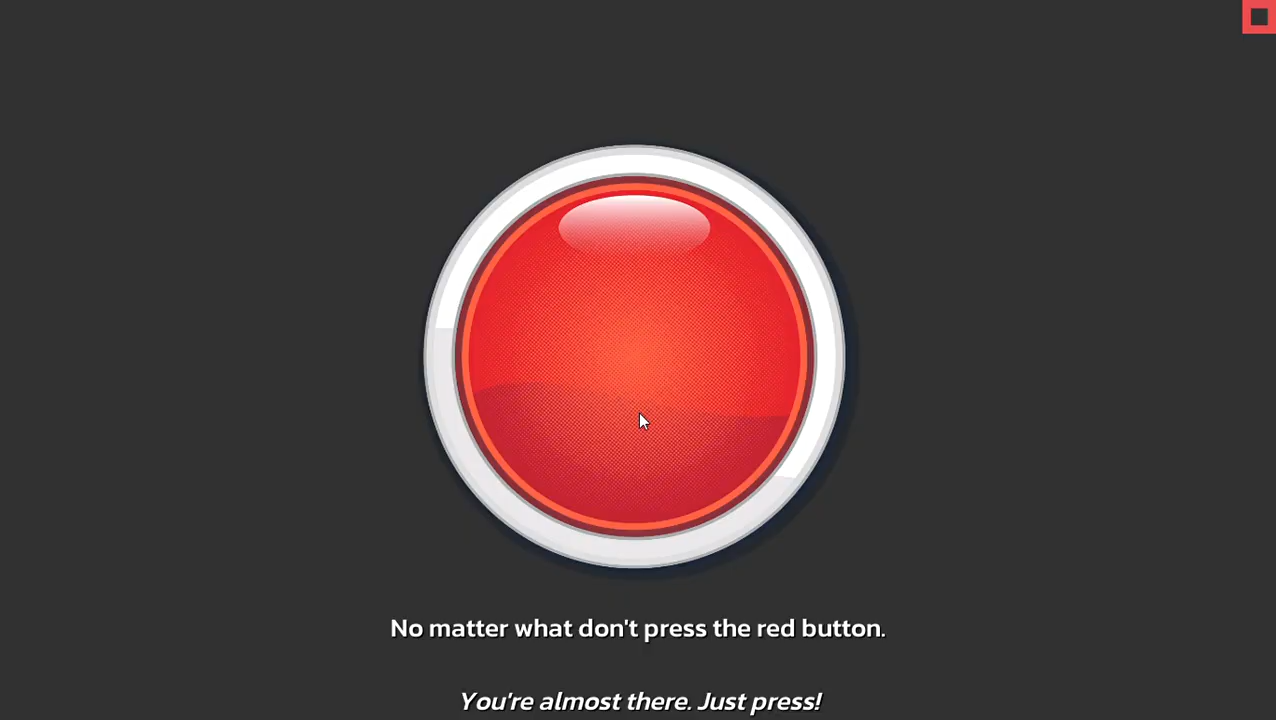 No matter what don't press the red button.
You're almost there. Just press!